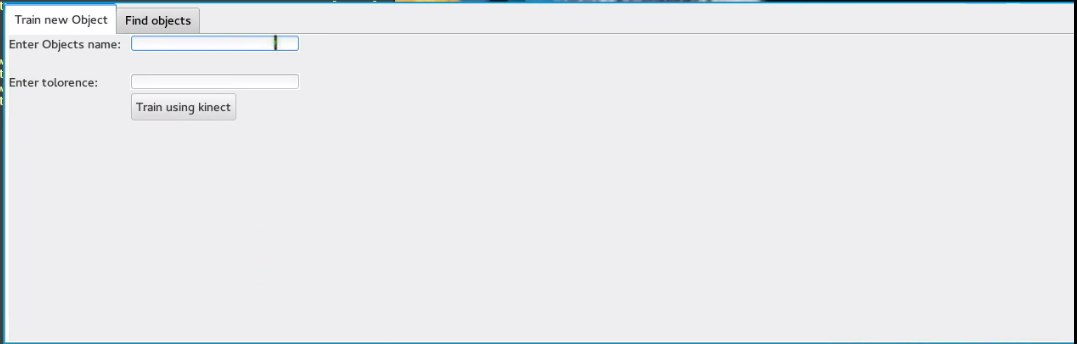 Train new Object Find objects
Enter Objects name:
Enter tolorence:
Train using kinect